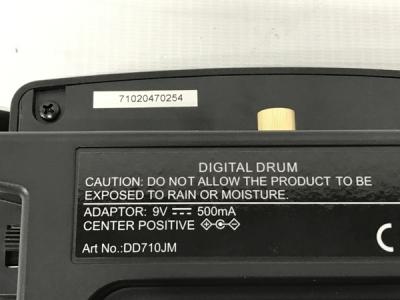 71020470254
DIGITAL DRUM
CAUTION: DO NOT ALLOW THE PRODUCT TO BE
EXPOSED TO RAIN OR MOISTURE.
ADAPTOR: 9V ⎓ 500mA
CENTER POSITIVE
Art No.:DD710JM